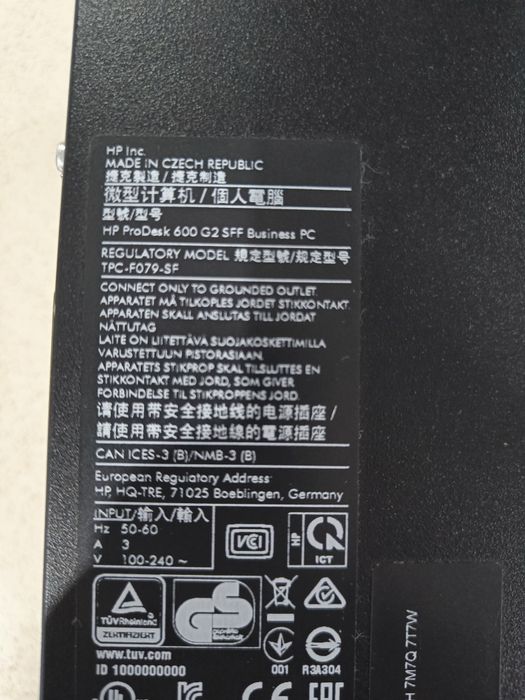 HP Inc.
MADE IN CZECH REPUBLIC
捷克製造 / 捷克制造
微型计算机 / 個人電腦
型號/型号
HP ProDesk 600 G2 SFF Business PC
REGULATORY MODEL 規定型號/规定型号
TPC-F079-SF
CONNECT ONLY TO GROUNDED OUTLET.
APPARATET MÅ TILKOPLES JORDET STIKKONTAKT.
APPARATEN SKALL ANSLUTAS TILL JORDAT
NÄTTUTAG
LAITE ON LIITETTÄVÄ SUOJAKOSKETTIMILLA
VARUSTETTUUN PISTORASIAAN.
APPARATETS STIKPROP SKAL TILSLUTTES EN
STIKKONTAKT MED JORD, SOM GIVER
FORBINDELSE TIL STIKPROPPENS JORD.
请使用带安全接地线的电源插座 /
請使用帶安全接地線的電源插座
CAN ICES-3 (B)/NMB-3 (B)
European Regulatory Address
HP, HQ-TRE, 71025 Boeblingen, Germany
INPUT/输入/輸入
Hz 50-60
A 3
V 100-240 ~
VCI
HP
ICT
TÜVRheinland
ZERTIFIZIERT
GS
geprüfte
Sicherheit
001
R3A304
www.tuv.com
ID 1000000000
UL
CE
EAC
7M7Q 7T7W